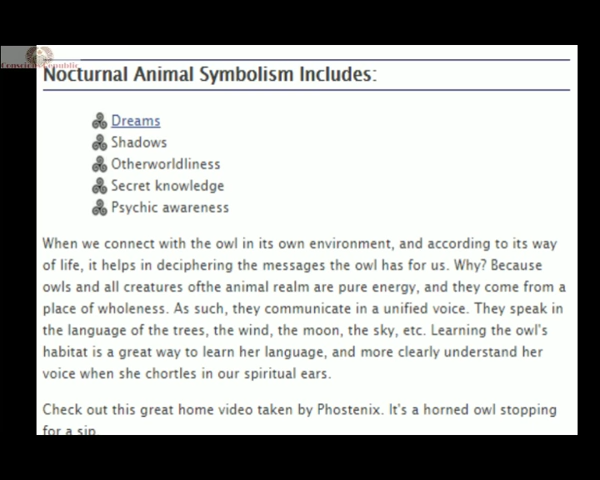 Conscious Republic
Nocturnal Animal Symbolism Includes:
Dreams
Shadows
Otherworldliness
Secret knowledge
Psychic awareness
When we connect with the owl in its own environment, and according to its way
of life, it helps in deciphering the messages the owl has for us. Why? Because
owls and all creatures ofthe animal realm are pure energy, and they come from a
place of wholeness. As such, they communicate in a unified voice. They speak in
the language of the trees, the wind, the moon, the sky, etc. Learning the owl's
habitat is a great way to learn her language, and more clearly understand her
voice when she chortles in our spiritual ears.
Check out this great home video taken by Phostenix. It's a horned owl stopping
for a sip